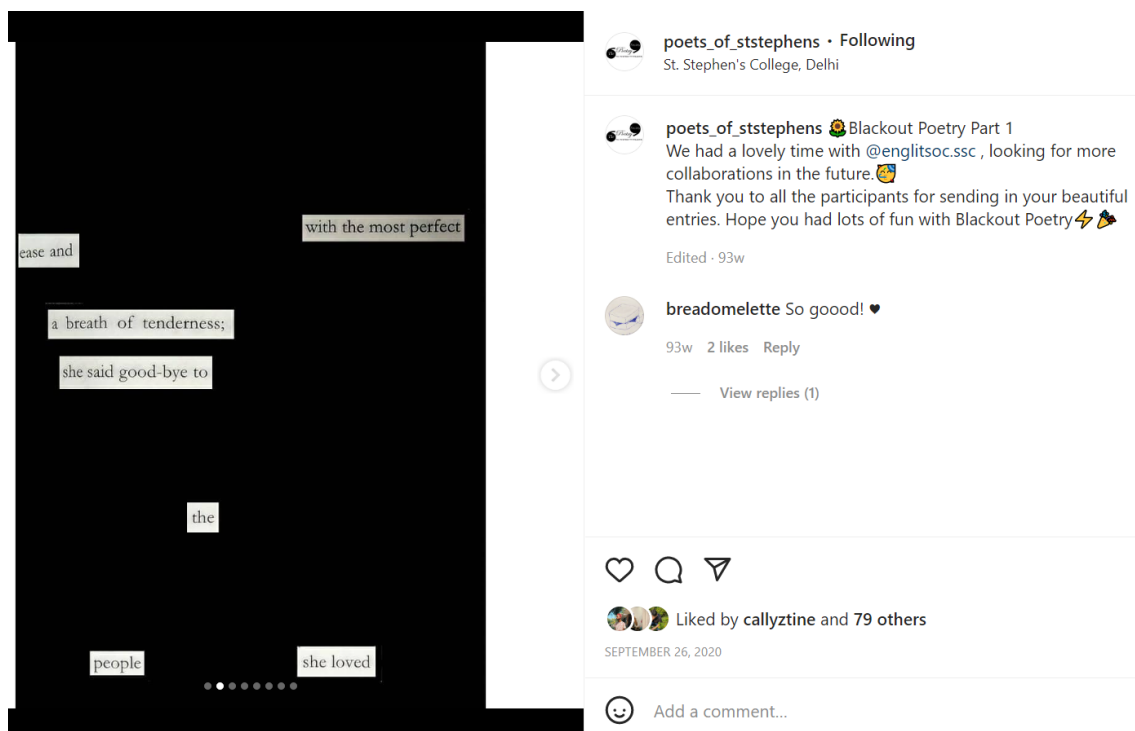 with the most perfect
ease and
a breath of tenderness;
she said good-bye to
the
people she loved
poets_of_ststephens • Following
St. Stephen's College, Delhi
poets_of_ststephens 🌻Blackout Poetry Part 1
We had a lovely time with @englitsoc.ssc , looking for more
collaborations in the future.🥳
Thank you to all the participants for sending in your beautiful
entries. Hope you had lots of fun with Blackout Poetry⚡🎉
Edited · 93w
breadomelette So goood! ♥
93w 2 likes Reply
View replies (1)
Liked by callyztine and 79 others
SEPTEMBER 26, 2020
Add a comment...